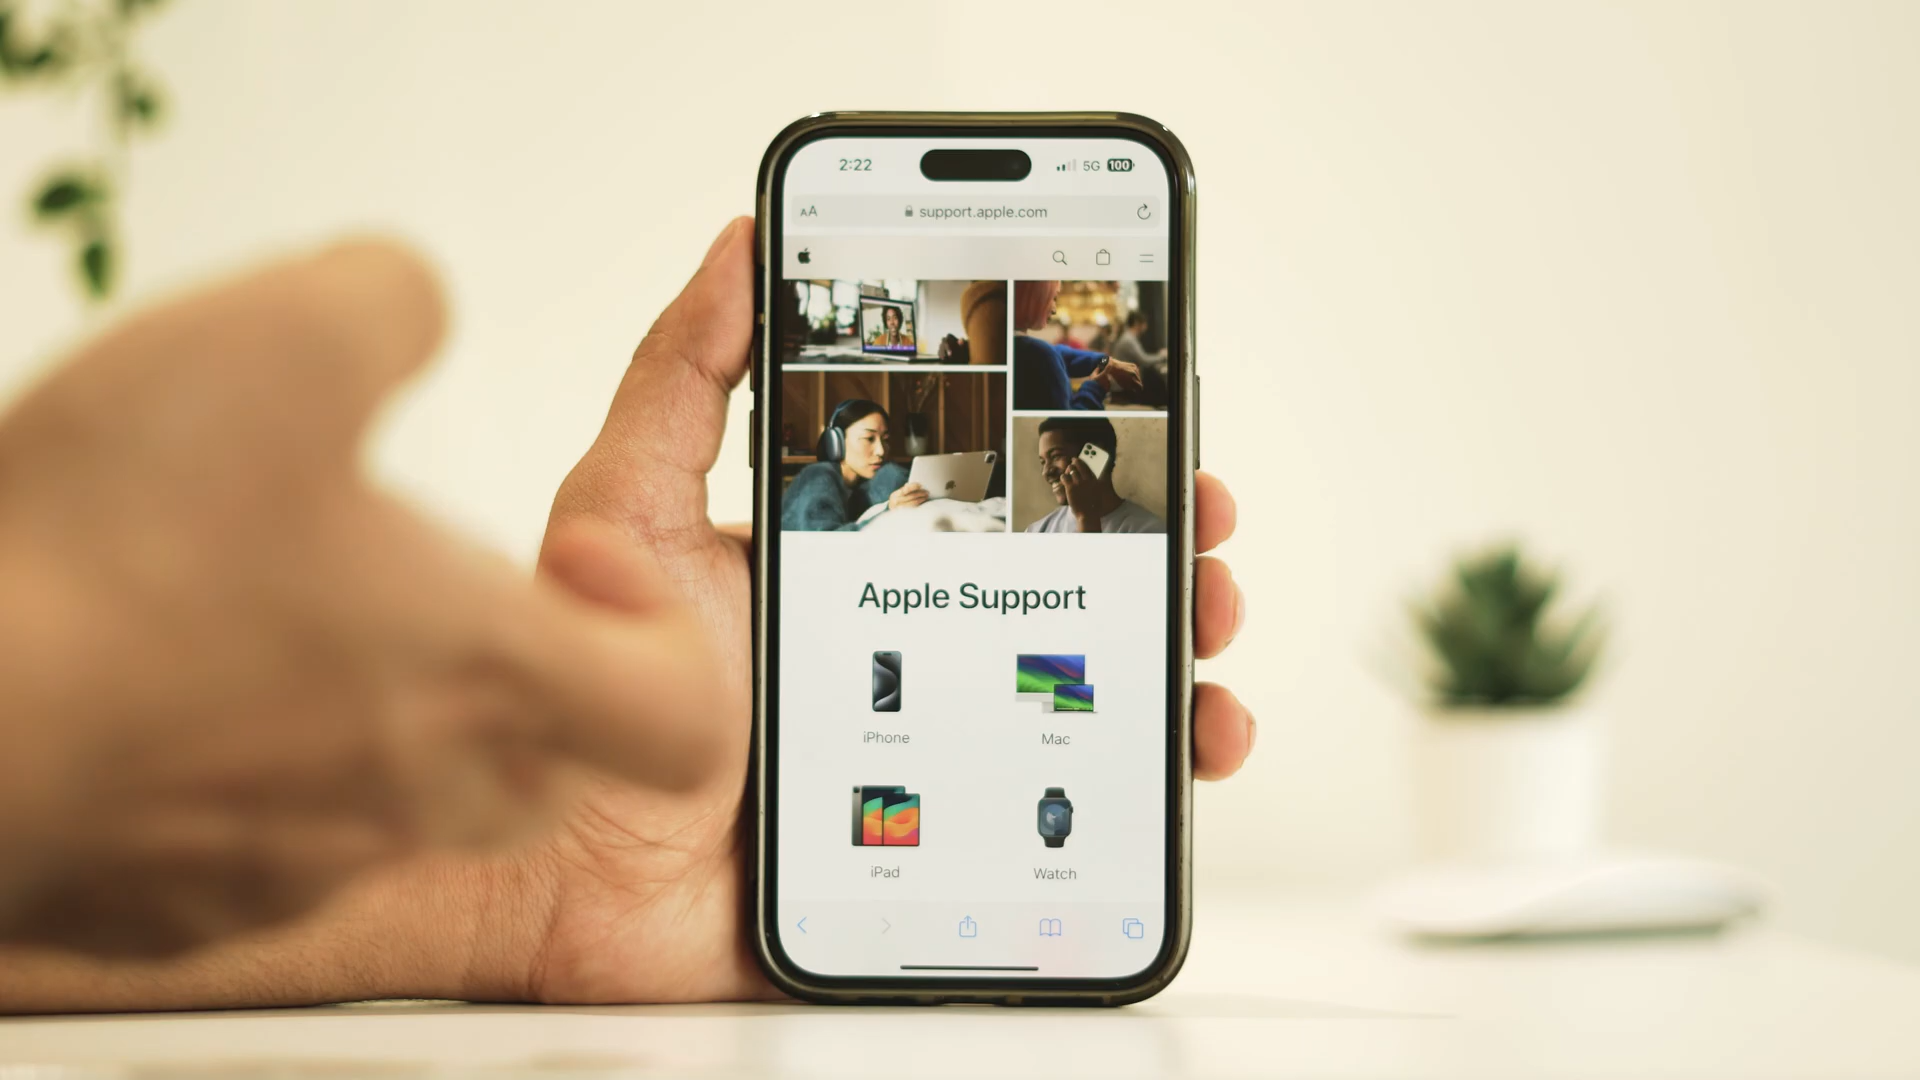 2:22 5G 100
AA support.apple.com
Apple Support
iPhone Mac
iPad Watch